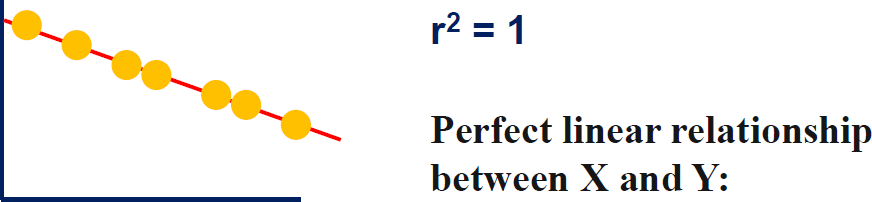 r² = 1
Perfect linear relationship
between X and Y: